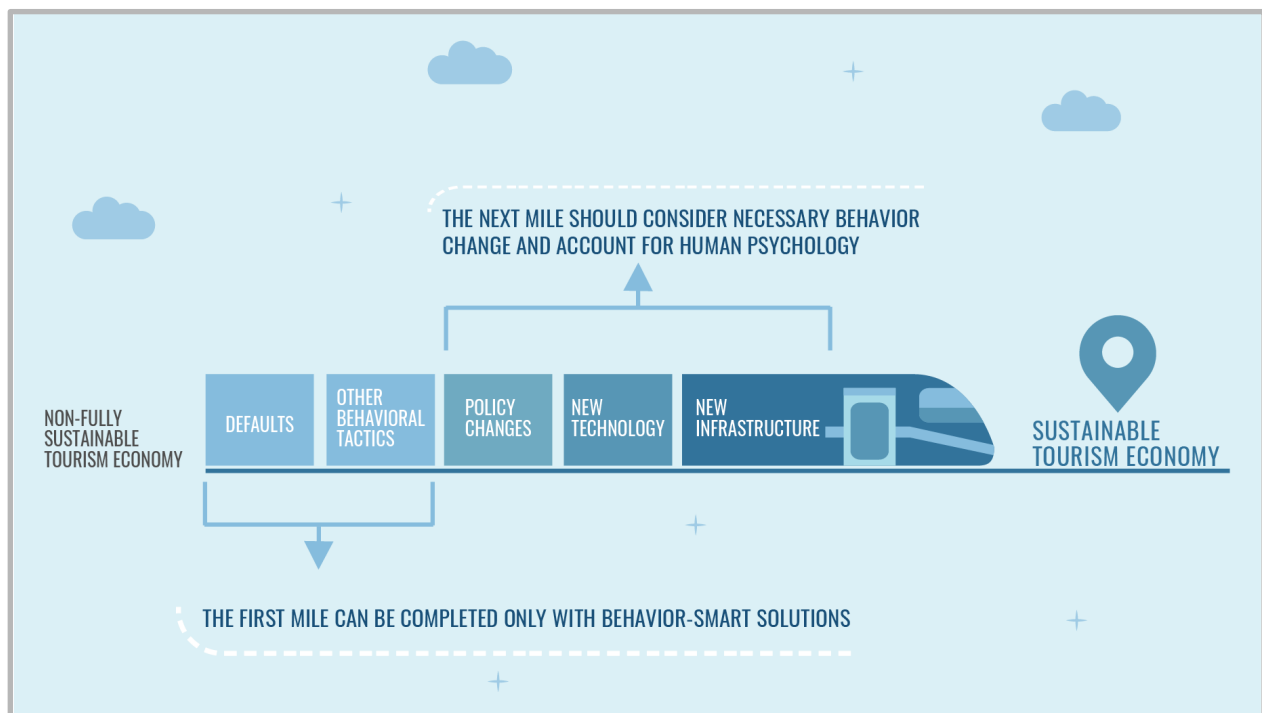 THE NEXT MILE SHOULD CONSIDER NECESSARY BEHAVIOR
CHANGE AND ACCOUNT FOR HUMAN PSYCHOLOGY
NON-FULLY
SUSTAINABLE
TOURISM ECONOMY
DEFAULTS
OTHER
BEHAVIORAL
TACTICS
POLICY
CHANGES
NEW
TECHNOLOGY
NEW
INFRASTRUCTURE
SUSTAINABLE
TOURISM ECONOMY
THE FIRST MILE CAN BE COMPLETED ONLY WITH BEHAVIOR-SMART SOLUTIONS